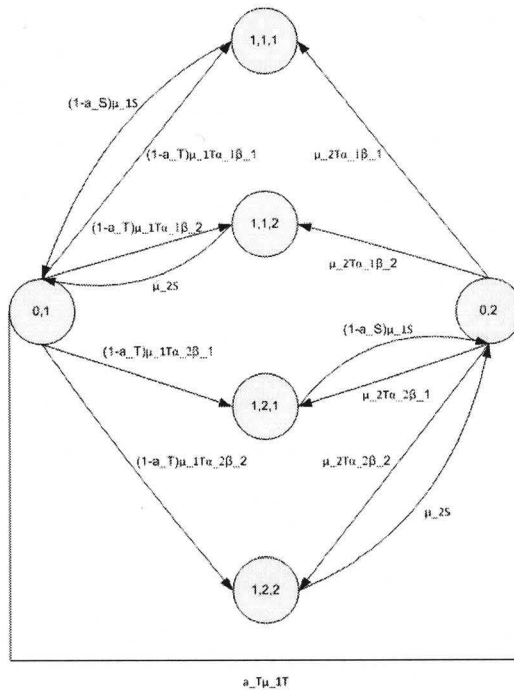 1,1,1
(1-a_S)μ_1S
(1-a_T)μ_1Tα_1β_1
μ_2Tα_1β_1
(1-a_T)μ_1Tα_1β_2
1,1,2
μ_2Tα_1β_2
μ_2S
0,1
0,2
(1-a_S)μ_1S
(1-a_T)μ_1Tα_2β_1
μ_2Tα_2β_1
1,2,1
(1-a_T)μ_1Tα_2β_2
μ_2Tα_2β_2
μ_2S
1,2,2
a_Tμ_1T